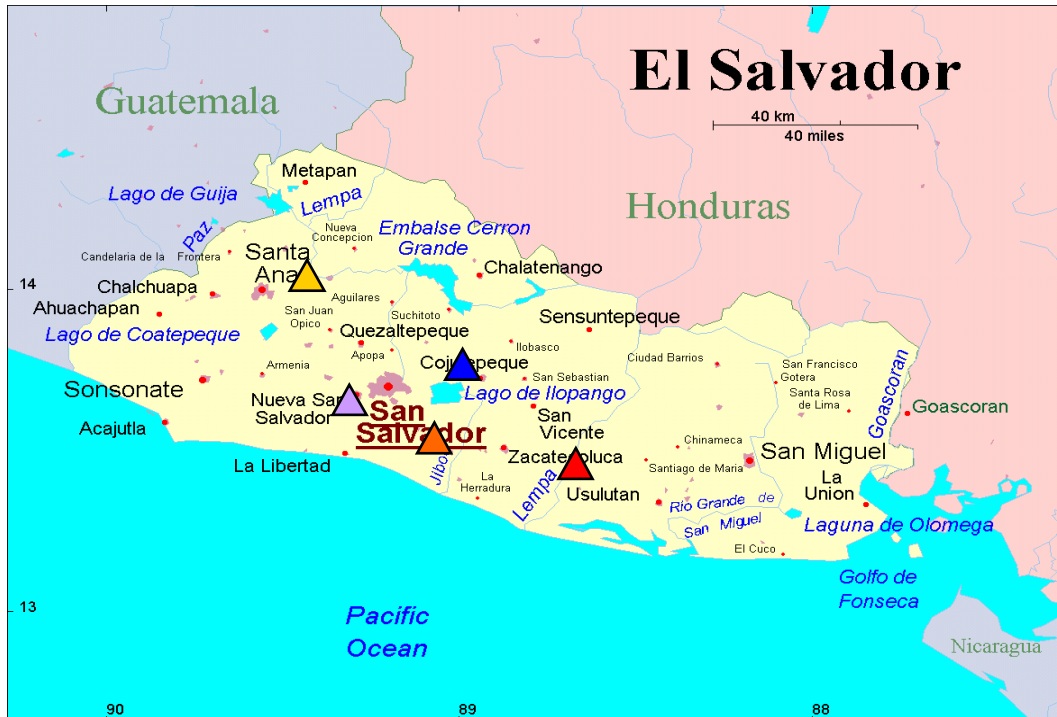 El Salvador
40 km
40 miles
Guatemala
Honduras
Metapan
Lago de Guija
Lempa
Paz
Nueva
Concepcion
Embalse Cerron
Grande
Candelaria de la Frontera
Santa
Ana
Chalatenango
14
Chalchuapa
Aguilares
Ahuachapan
San Juan
Opico
Suchitoto
Sensuntepeque
Lago de Coatepeque
Quezaltepeque
Ilobasco
Apopa
Cojutepeque
Ciudad Barrios
San Francisco
Gotera
Armenia
San Sebastian
Sonsonate
Lago de Ilopango
Santa Rosa
de Lima
Goascoran
Goascoran
Nueva San
Salvador
San
Salvador
San
Vicente
Acajutla
Chinameca
San Miguel
La Libertad
Jibo
Zacatecoluca
Santiago de Maria
La
Herradura
Lempa
Usulutan
La
Union
Rio Grande de
San Miguel
Laguna de Olomega
El Cuco
Golfo de
Fonseca
13
Pacific
Ocean
Nicaragua
90
89
88